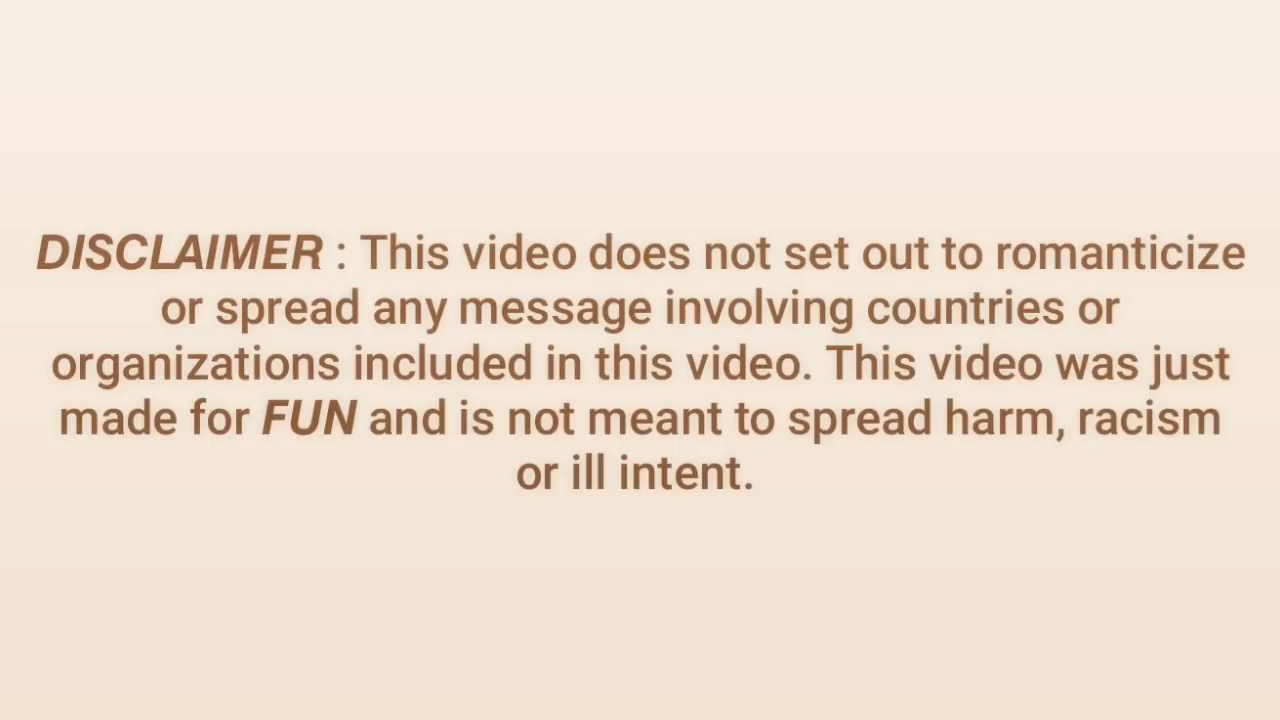 DISCLAIMER : This video does not set out to romanticize
or spread any message involving countries or
organizations included in this video. This video was just
made for FUN and is not meant to spread harm, racism
or ill intent.